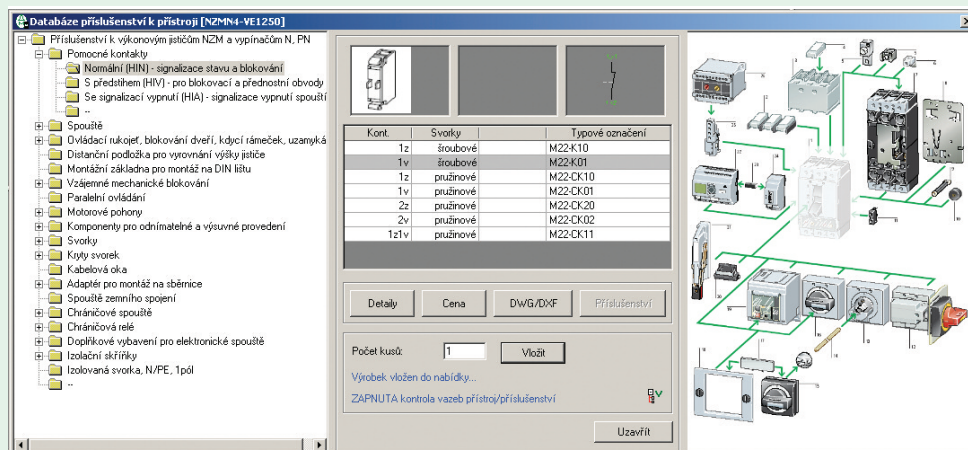 Databáze příslušenství k přístroji [NZMN4-VE1250]
Příslušenství k výkonovým jističům NZM a vypínačům N, PN
Pomocné kontakty
Normální (HIN) - signalizace stavu a blokování
S předstihem (HIV) - pro blokovací a přednostní obvody
Se signalizací vypnutí (HIA) - signalizace vypnutí spouští
--
Spouště
Ovládací rukojeť, blokování dveří, kdycí rámeček, uzamyká
Distanční podložka pro vyrovnání výšky jističe
Montážní základna pro montáž na DIN lištu
Vzájemné mechanické blokování
Paralelní ovládání
Motorové pohony
Komponenty pro odnímatelné a výsuvné provedení
Svorky
Kryty svorek
Kabelová oka
Adaptér pro montáž na sběrnice
Spouště zemního spojení
Chráničové spouště
Chráničová relé
Doplňkové vybavení pro elektronické spouště
Izolační skříňky
Izolovaná svorka, N/PE, 1pól
--
Kont. Svorky Typové označení
1z šroubové M22-K10
1v šroubové M22-K01
1z pružinové M22-CK10
1v pružinové M22-CK01
2z pružinové M22-CK20
2v pružinové M22-CK02
1z1v pružinové M22-CK11
Detaily Cena DWG/DXF Příslušenství
Počet kusů: 1 Vložit
Výrobek vložen do nabídky...
ZAPNUTA kontrola vazeb přístroj/příslušenství
Uzavřít